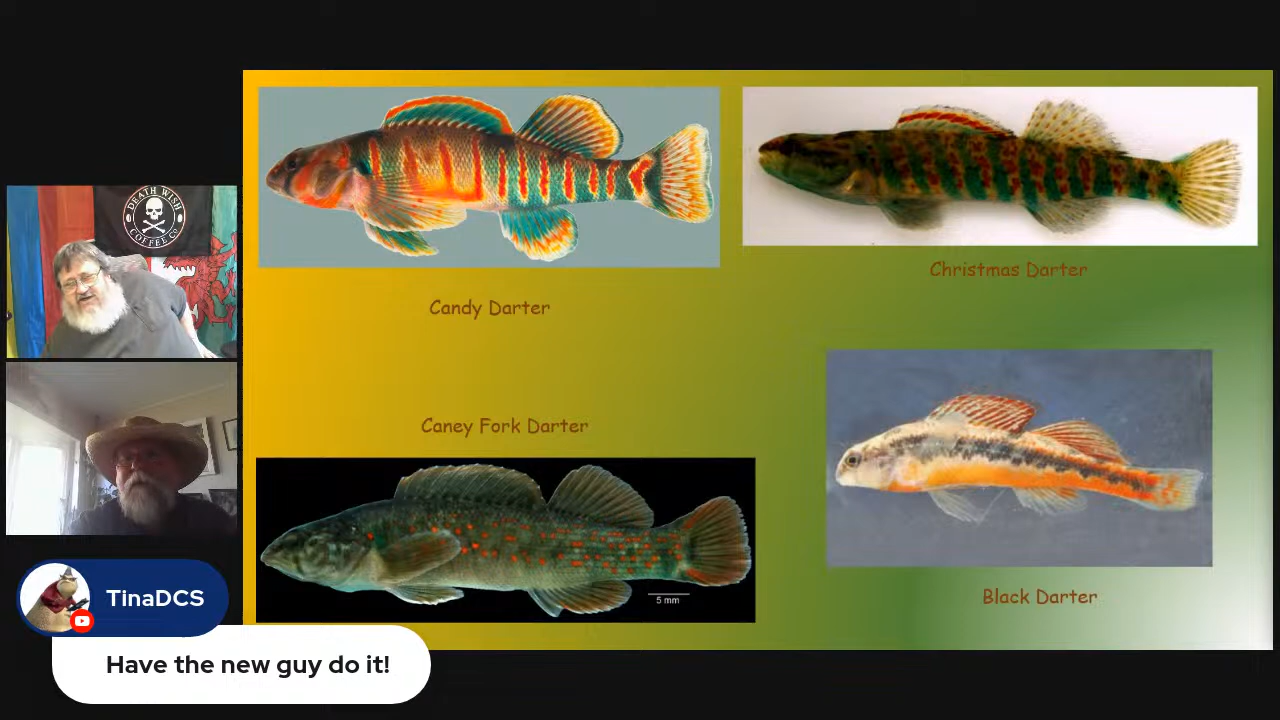 DEATH WISH
COFFEE CO
Candy Darter
Christmas Darter
Caney Fork Darter
5 mm
Black Darter
TinaDCS
Have the new guy do it!